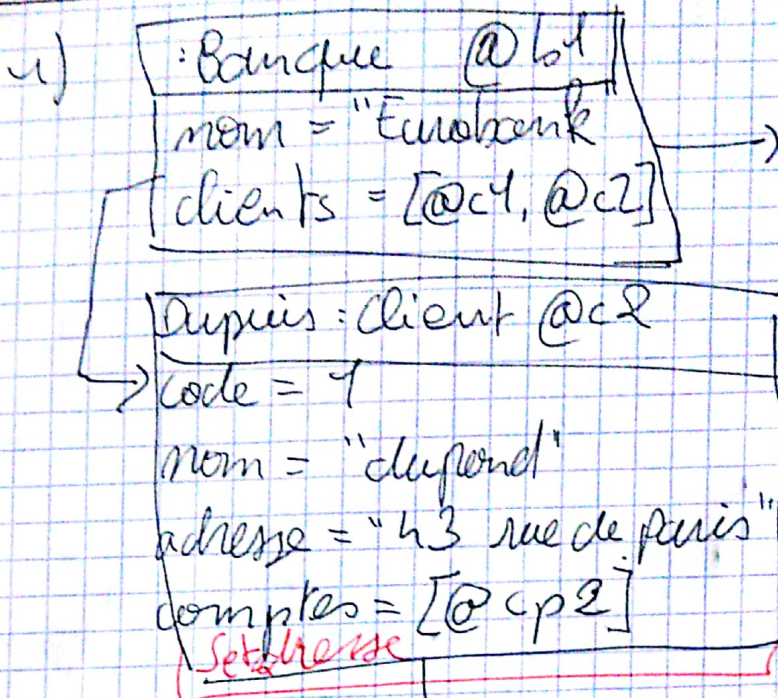 1) :Banque @b1
nom = "Eurobank"
clients = [@c1, @c2]
Dupuis : Client @c2
code = 1
nom = "dupond"
adresse = "43 rue de paris"
comptes = [@cp2]
Setadresse